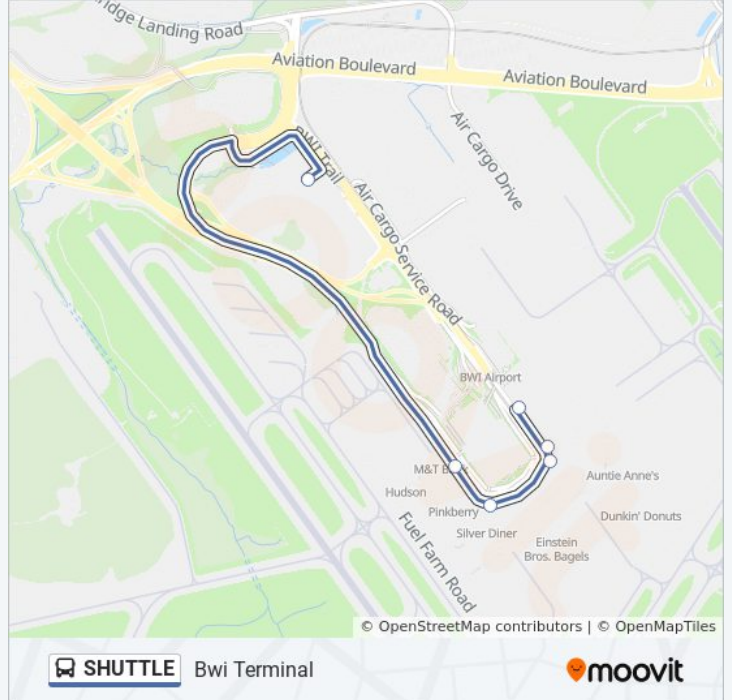 idge Landing Road
Aviation Boulevard
Aviation Boulevard
Air Cargo Drive
BWI Trail
Air Cargo Service Road
BWI Airport
M&T Bank
Hudson
Pinkberry
Silver Diner
Auntie Anne's
Dunkin' Donuts
Einstein
Bros. Bagels
Fuel Farm Road
© OpenStreetMap contributors | © OpenMapTiles
SHUTTLE Bwi Terminal
moovit